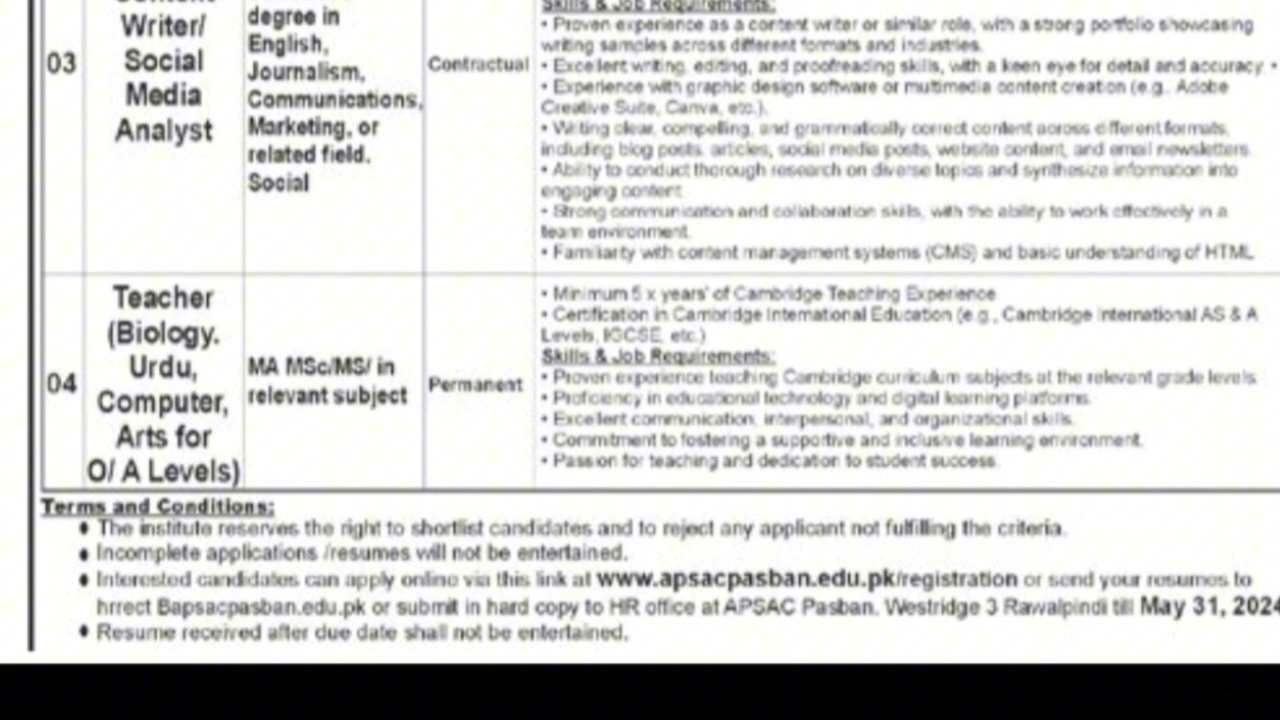 Skills & Job Requirements:
03
Writer/
Social
Media
Analyst
degree in
English,
Journalism,
Communications,
Marketing, or
related field.
Social
Contractual
• Proven experience as a content writer or similar role, with a strong portfolio showcasing
writing samples across different formats and industries.
• Excellent writing, editing, and proofreading skills, with a keen eye for detail and accuracy. •
• Experience with graphic design software or multimedia content creation (e.g., Adobe
Creative Suite, Canva, etc.).
• Writing clear, compelling, and grammatically correct content across different formats,
including blog posts, articles, social media posts, website content, and email newsletters.
• Ability to conduct thorough research on diverse topics and synthesize information into
engaging content
• Strong communication and collaboration skills, with the ability to work effectively in a
team environment.
• Familiarity with content management systems (CMS) and basic understanding of HTML
04
Teacher
(Biology.
Urdu,
Computer,
Arts for
O/ A Levels)
MA MSc/MS/ in
relevant subject
Permanent
• Minimum 5 x years' of Cambridge Teaching Experience
• Certification in Cambridge International Education (e.g., Cambridge International AS & A
Levels, IGCSE, etc.)
Skills & Job Requirements:
• Proven experience teaching Cambridge curriculum subjects at the relevant grade levels.
• Proficiency in educational technology and digital learning platforms.
• Excellent communication, interpersonal, and organizational skills.
• Commitment to fostering a supportive and inclusive learning environment.
• Passion for teaching and dedication to student success.
Terms and Conditions:
♦ The institute reserves the right to shortlist candidates and to reject any applicant not fulfilling the criteria.
♦ Incomplete applications /resumes will not be entertained.
♦ Interested candidates can apply online via this link at www.apsacpasban.edu.pk/registration or send your resumes to
hrrect Bapsacpasban.edu.pk or submit in hard copy to HR office at APSAC Pasban. Westridge 3 Rawalpindi till May 31, 2024
♦ Resume received after due date shall not be entertained.